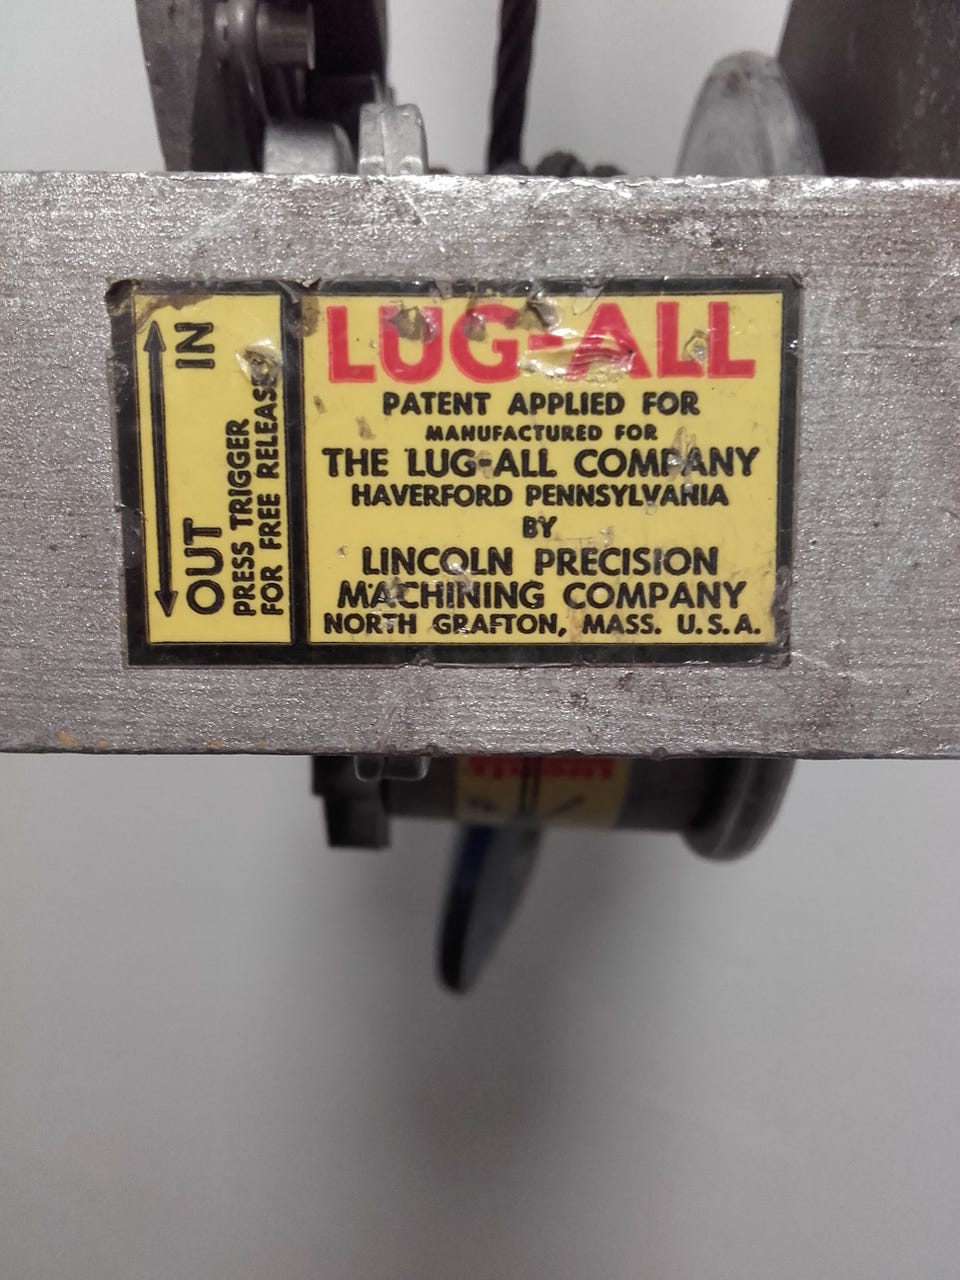 IN
OUT
PRESS TRIGGER
FOR FREE RELEASE
LUG-ALL
PATENT APPLIED FOR
MANUFACTURED FOR
THE LUG-ALL COMPANY
HAVERFORD PENNSYLVANIA
BY
LINCOLN PRECISION
MACHINING COMPANY
NORTH GRAFTON, MASS. U.S.A.